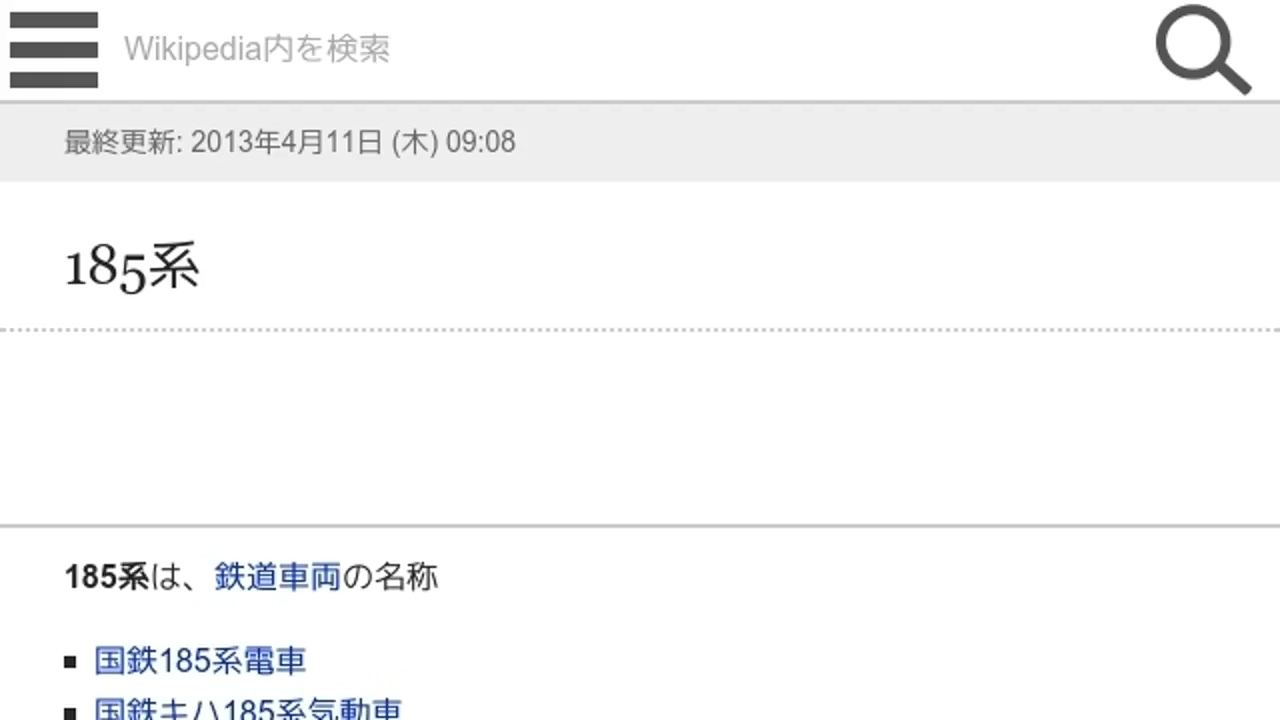 Wikipedia内を検索
最終更新: 2013年4月11日 (木) 09:08
185系
185系は、鉄道車両の名称
国鉄185系電車
国鉄キハ185系気動車